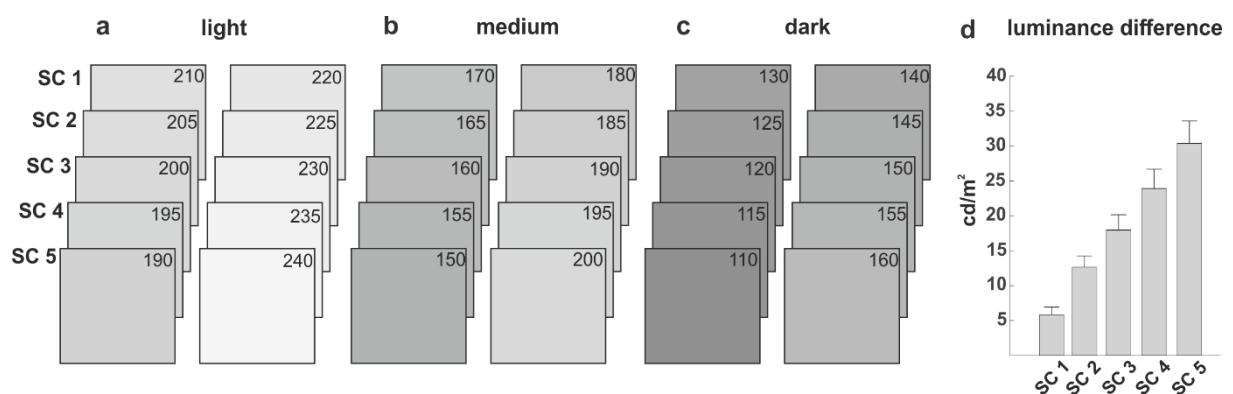 a light
SC 1 210 220
SC 2 205 225
SC 3 200 230
SC 4 195 235
SC 5 190 240
b medium
170 180
165 185
160 190
155 195
150 200
c dark
130 140
125 145
120 150
115 155
110 160
d luminance difference
cd/m²
40
35
30
25
20
15
10
5
SC 1 SC 2 SC 3 SC 4 SC 5